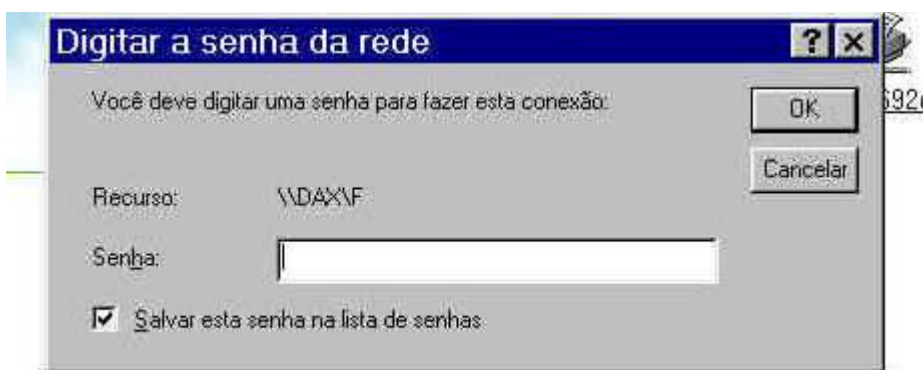 Digitar a senha da rede
Você deve digitar uma senha para fazer esta conexão:
OK
Cancelar
Recurso: \\DAX\F
Senha:
Salvar esta senha na lista de senhas